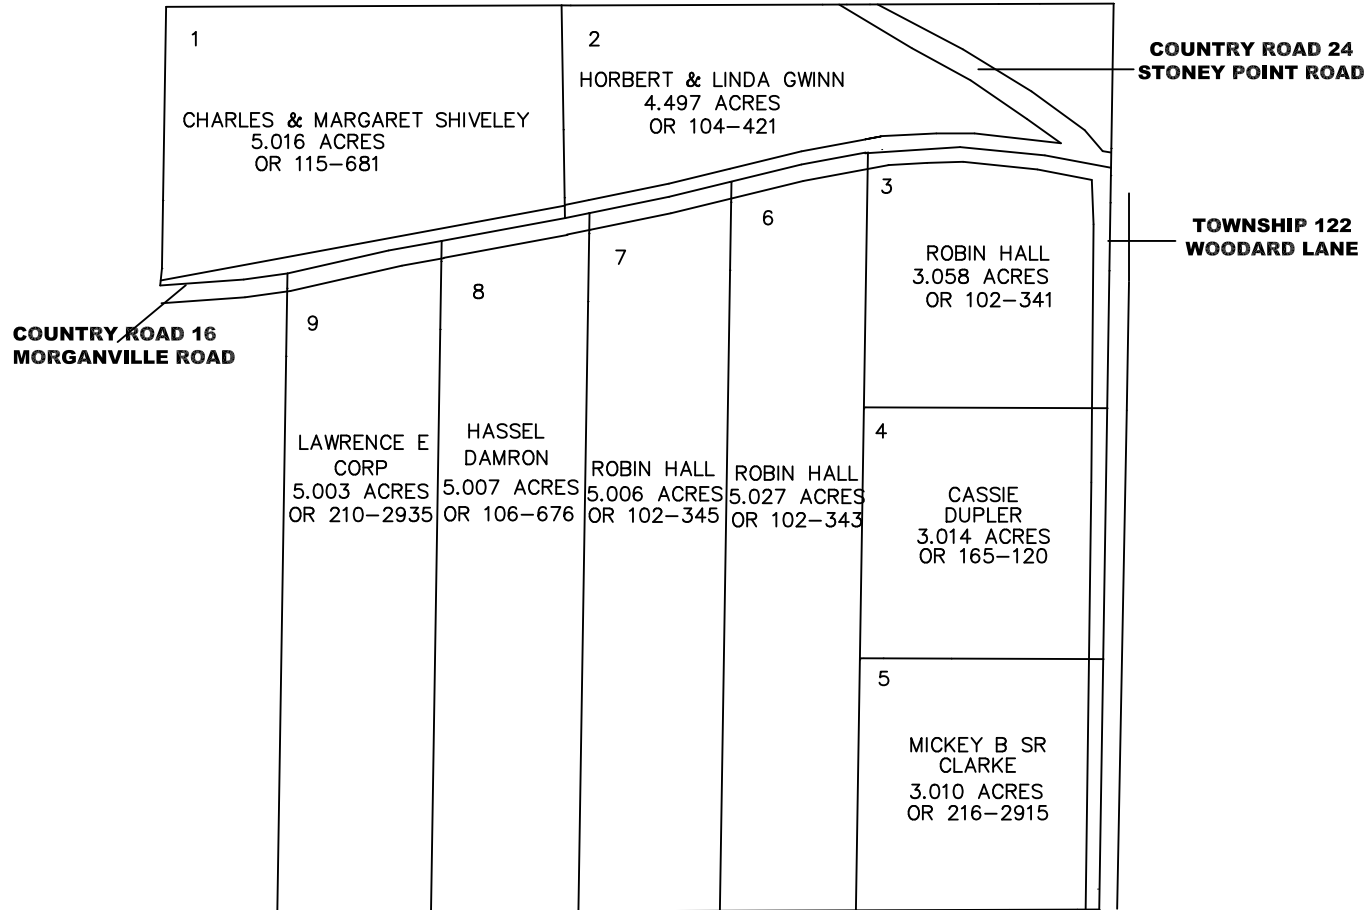 1
CHARLES & MARGARET SHIVELEY
5.016 ACRES
OR 115-681
2
HORBERT & LINDA GWINN
4.497 ACRES
OR 104-421
COUNTRY ROAD 24
STONEY POINT ROAD
3
ROBIN HALL
3.058 ACRES
OR 102-341
TOWNSHIP 122
WOODARD LANE
COUNTRY ROAD 16
MORGANVILLE ROAD
9
LAWRENCE E
CORP
5.003 ACRES
OR 210-2935
8
HASSEL
DAMRON
5.007 ACRES
OR 106-676
7
ROBIN HALL
5.006 ACRES
OR 102-345
6
ROBIN HALL
5.027 ACRES
OR 102-343
4
CASSIE
DUPLER
3.014 ACRES
OR 165-120
5
MICKEY B SR
CLARKE
3.010 ACRES
OR 216-2915